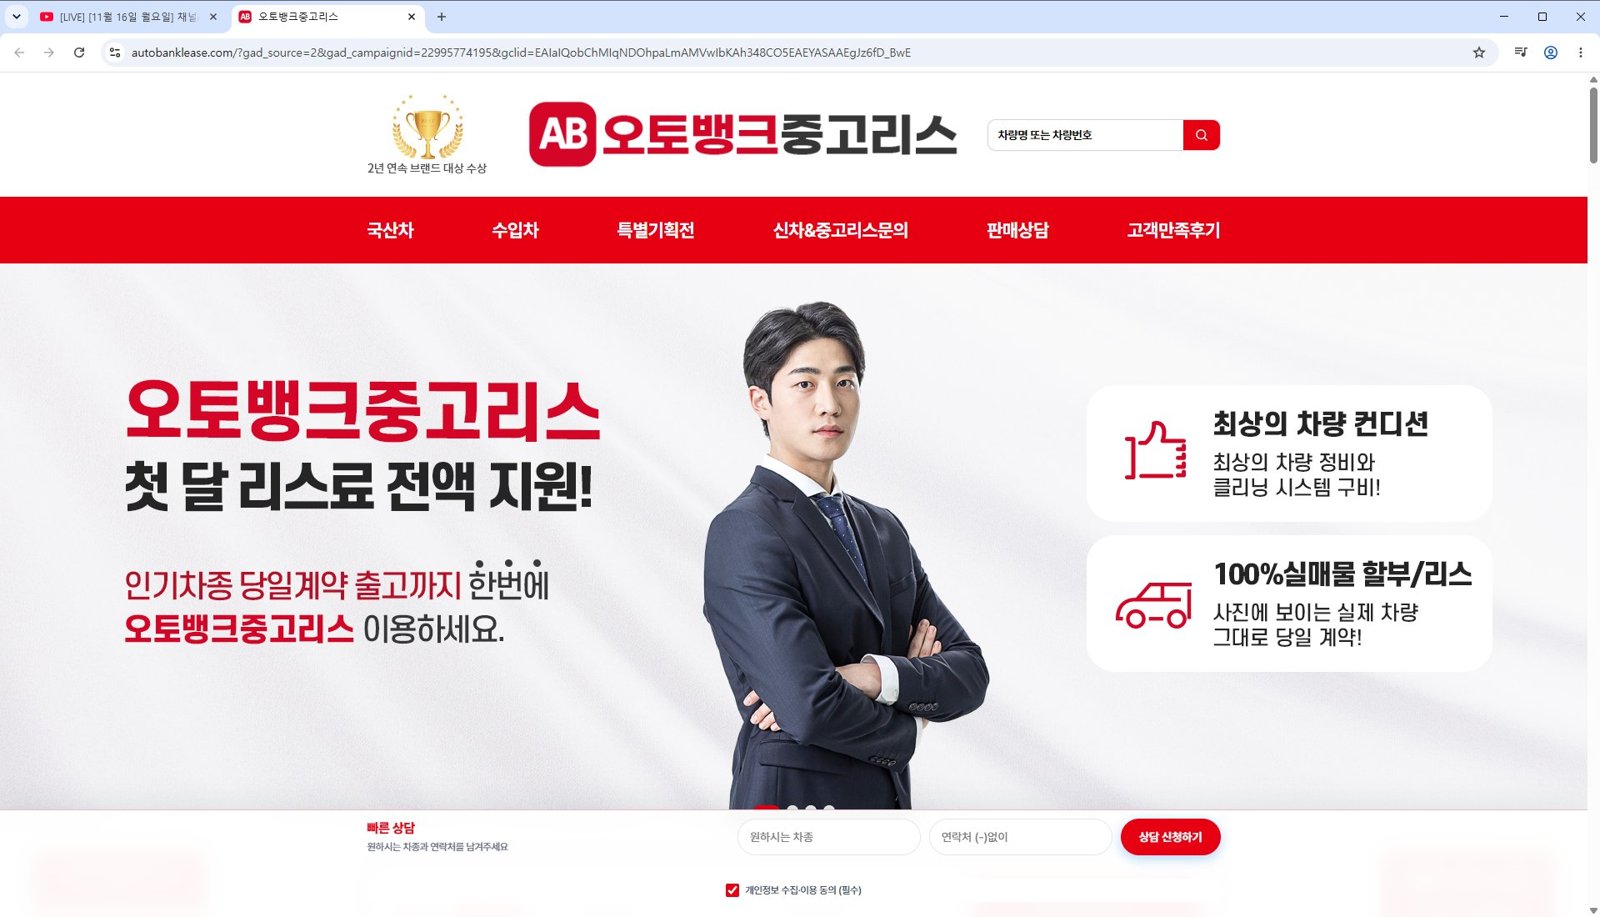 [LIVE] [11월 16일 월요일] 채널
오토뱅크중고리스
autobanklease.com/?gad_source=2&gad_campaignid=22995774195&gclid=EAIaIQobChMIqNDOhpaLmAMVwIbKAh348CO5EAEYASAAEgJz6fD_BwE
2년 연속 브랜드 대상 수상
AB 오토뱅크중고리스
차량명 또는 차량번호
국산차 수입차 특별기획전 신차&중고리스문의 판매상담 고객만족후기
오토뱅크중고리스
첫 달 리스료 전액 지원!
인기차종 당일계약 출고까지 한번에
오토뱅크중고리스 이용하세요.
최상의 차량 컨디션
최상의 차량 정비와
클리닝 시스템 구비!
100%실매물 할부/리스
사진에 보이는 실제 차량
그대로 당일 계약!
빠른 상담
원하시는 차종과 연락처를 남겨주세요
원하시는 차종
연락처 (-)없이
상담 신청하기
개인정보 수집·이용 동의 (필수)